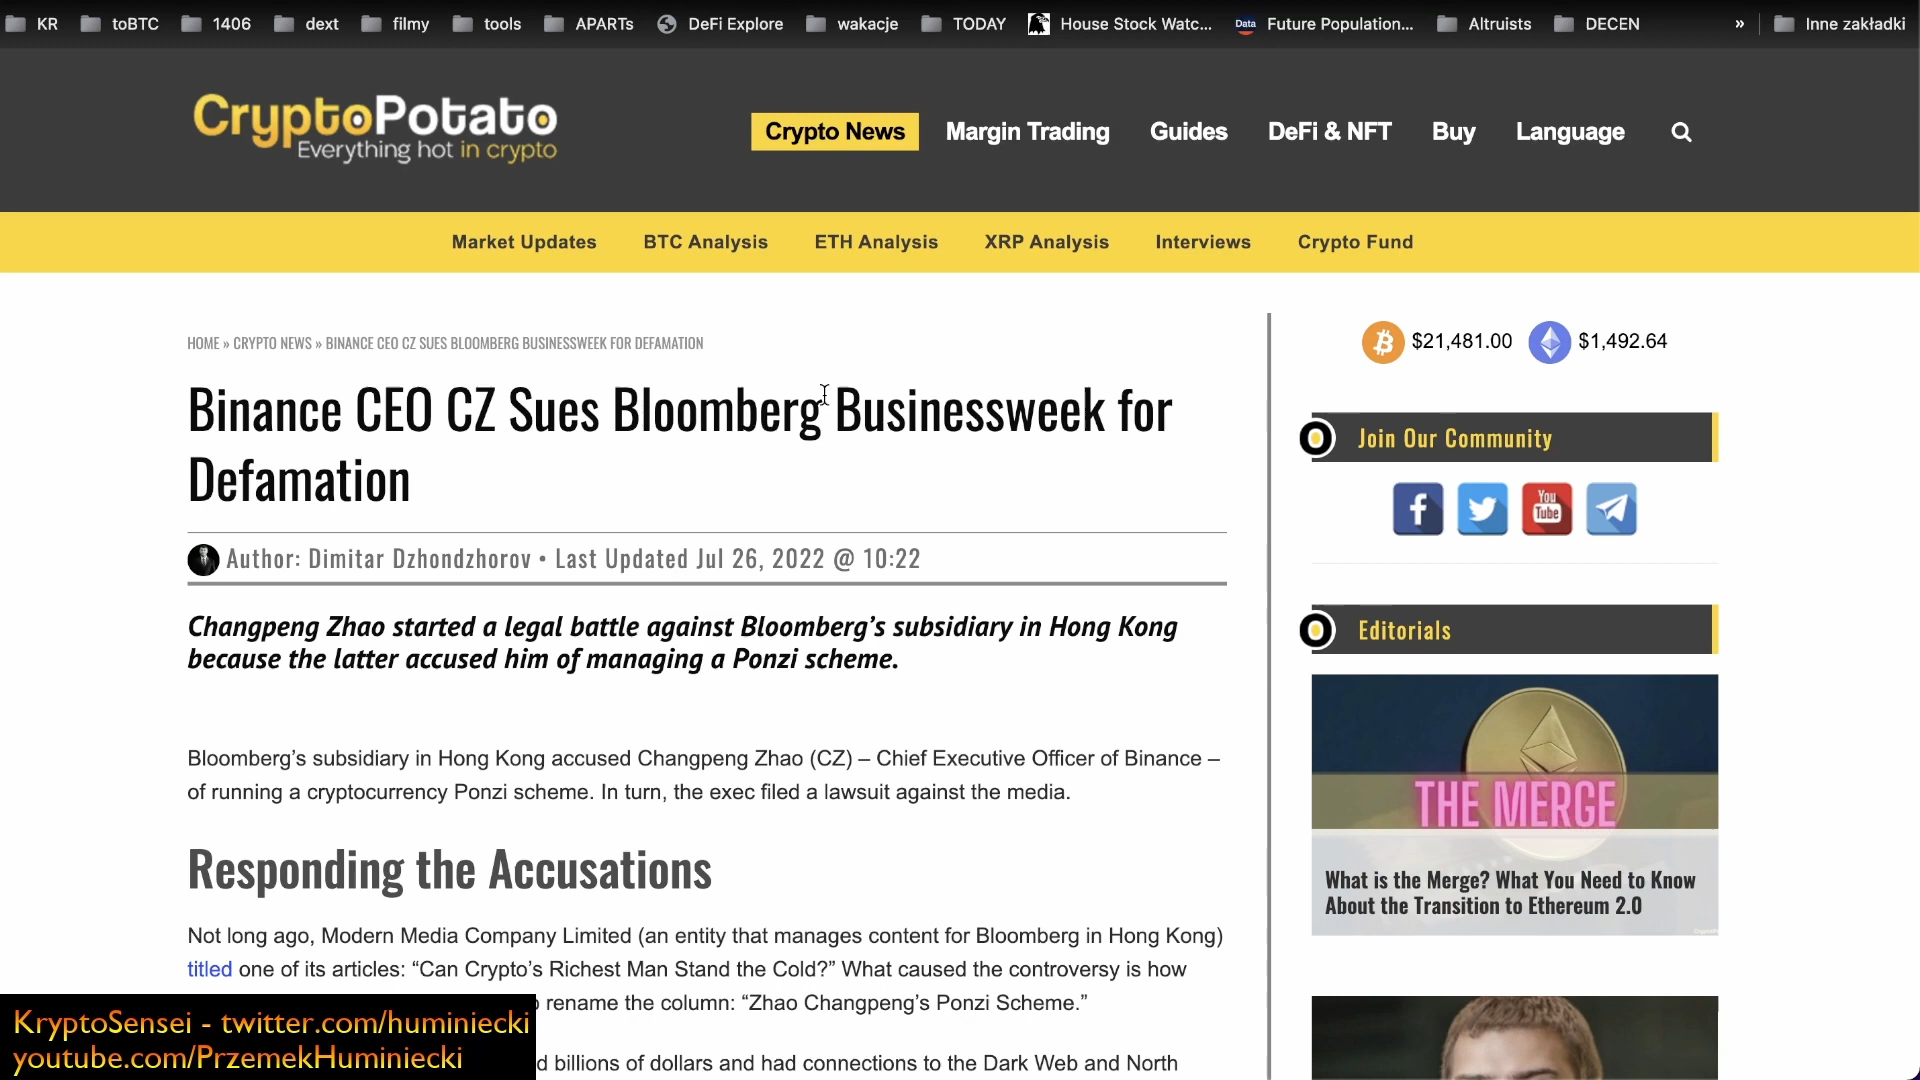 KR toBTC 1406 dext filmy tools APARTs DeFi Explore wakacje TODAY House Stock Watc... Data Future Population... Altruists DECEN » Inne zakładki
CryptoPotato
Everything hot in crypto
Crypto News Margin Trading Guides DeFi & NFT Buy Language
Market Updates BTC Analysis ETH Analysis XRP Analysis Interviews Crypto Fund
HOME » CRYPTO NEWS » BINANCE CEO CZ SUES BLOOMBERG BUSINESSWEEK FOR DEFAMATION
Binance CEO CZ Sues Bloomberg Businessweek for
Defamation
Author: Dimitar Dzhondzhorov • Last Updated Jul 26, 2022 @ 10:22
Changpeng Zhao started a legal battle against Bloomberg’s subsidiary in Hong Kong
because the latter accused him of managing a Ponzi scheme.
Bloomberg’s subsidiary in Hong Kong accused Changpeng Zhao (CZ) – Chief Executive Officer of Binance –
of running a cryptocurrency Ponzi scheme. In turn, the exec filed a lawsuit against the media.
Responding the Accusations
Not long ago, Modern Media Company Limited (an entity that manages content for Bloomberg in Hong Kong)
titled one of its articles: “Can Crypto’s Richest Man Stand the Cold?” What caused the controversy is how
rename the column: “Zhao Changpeng’s Ponzi Scheme.”
billions of dollars and had connections to the Dark Web and North
$21,481.00 $1,492.64
Join Our Community
You
Tube
Editorials
THE MERGE
What is the Merge? What You Need to Know
About the Transition to Ethereum 2.0
KryptoSensei - twitter.com/huminiecki
youtube.com/PrzemekHuminiecki